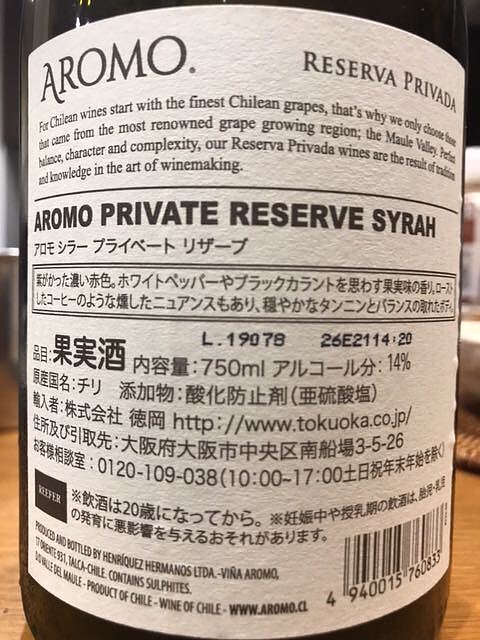 AROMO.
RESERVA PRIVADA
For Chilean wines start with the finest Chilean grapes, that's why we only choose those
that came from the most renowned grape growing region; the Maule Valley. Perfect
balance, character and complexity, our Reserva Privada wines are the result of tradition
and knowledge in the art of winemaking.
AROMO PRIVATE RESERVE SYRAH
アロモ シラー プライベート リザーブ
紫がかった濃い赤色。ホワイトペッパーやブラックカラントを思わす果実味の香り。ロースト
したコーヒーのような燻したニュアンスもあり、穏やかなタンニンとバランスの取れたボディ。
L.19078 26E2114:20
品目:果実酒 内容量:750ml アルコール分:14%
原産国名:チリ 添加物:酸化防止剤(亜硫酸塩)
輸入者:株式会社 徳岡 http://www.tokuoka.co.jp/
住所及び引取先:大阪府大阪市中央区南船場3-5-26
お客様相談室:0120-109-038(10:00~17:00土日祝年末年始を除く)
REEFER
※飲酒は20歳になってから。※妊娠中や授乳期の飲酒は、胎児・乳児
の発育に悪影響を与えるおそれがあります。
PRODUCED AND BOTTLED BY HENRÍQUEZ HERMANOS LTDA.-VIÑA AROMO,
17 ORIENTE 931, TALCA-CHILE. CONTAINS SULPHITES.
D.O VALLE DEL MAULE - PRODUCT OF CHILE - WINE OF CHILE - WWW.AROMO.CL
4 940015 760833